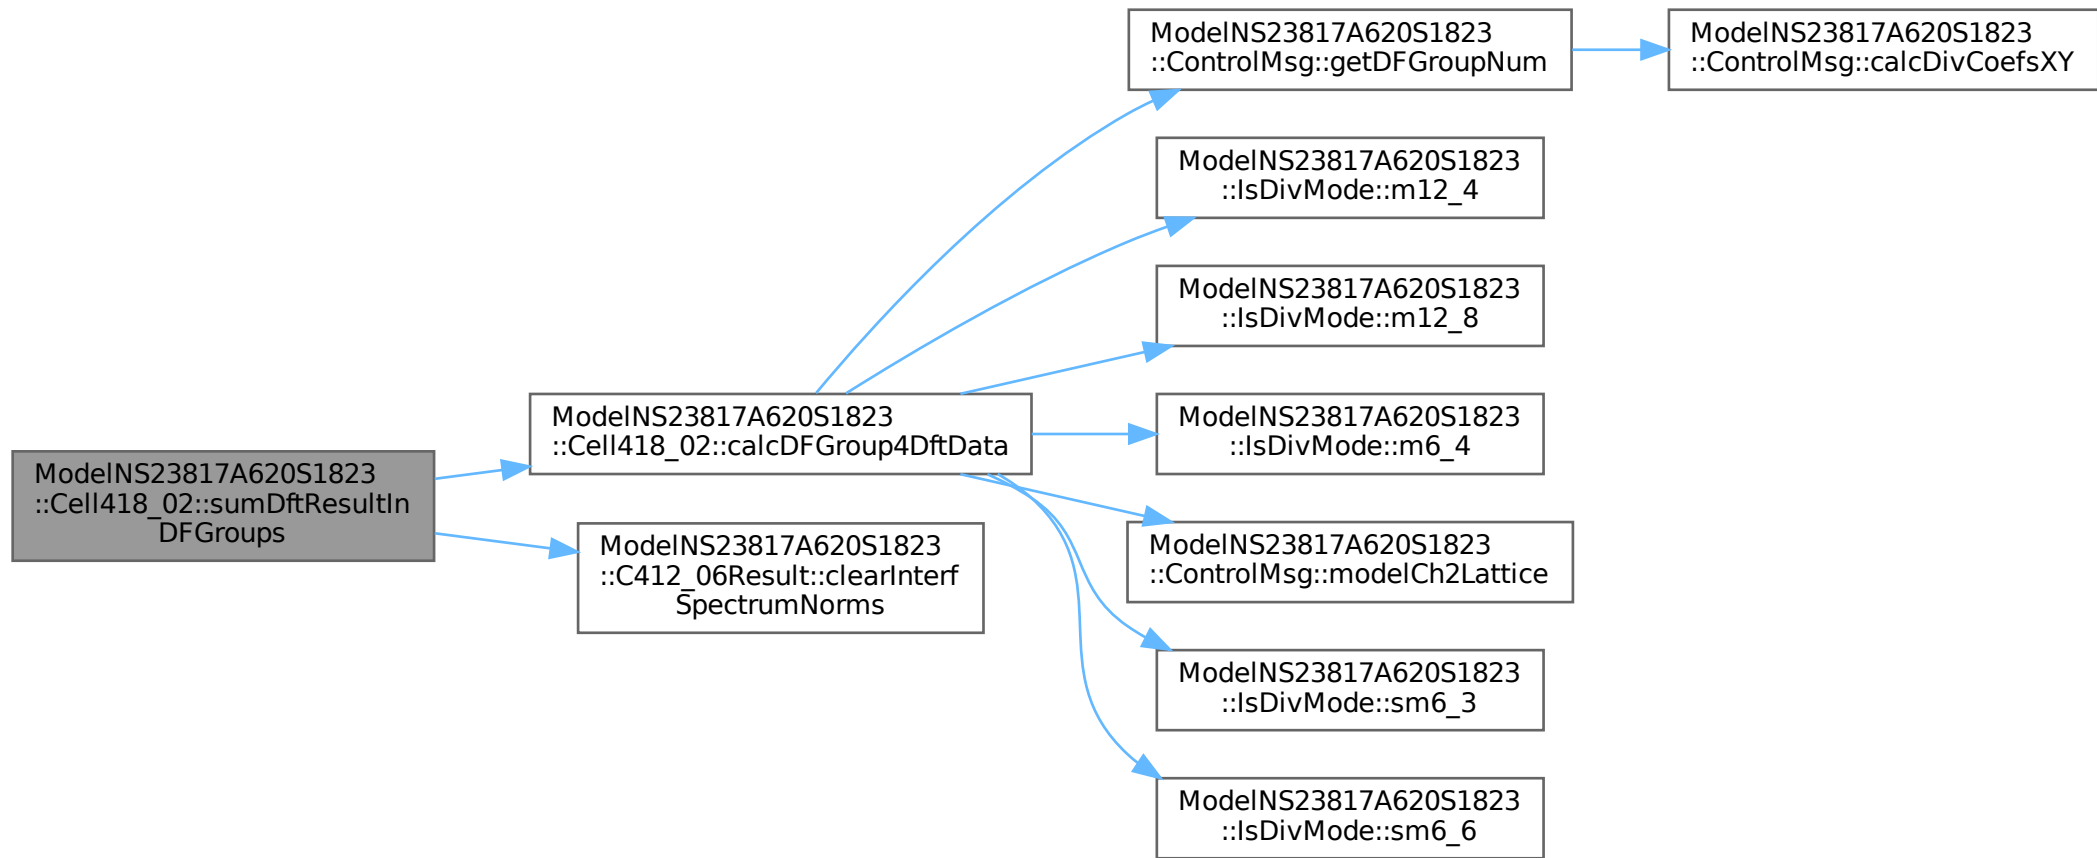 ModelNS23817A620S1823
::Cell418_02::sumDftResultIn
DFGroups
ModelNS23817A620S1823
::Cell418_02::calcDFGroup4DftData
ModelNS23817A620S1823
::C412_06Result::clearInterf
SpectrumNorms
ModelNS23817A620S1823
::ControlMsg::getDFGroupNum
ModelNS23817A620S1823
::ControlMsg::calcDivCoefsXY
ModelNS23817A620S1823
::IsDivMode::m12_4
ModelNS23817A620S1823
::IsDivMode::m12_8
ModelNS23817A620S1823
::IsDivMode::m6_4
ModelNS23817A620S1823
::ControlMsg::modelCh2Lattice
ModelNS23817A620S1823
::IsDivMode::sm6_3
ModelNS23817A620S1823
::IsDivMode::sm6_6